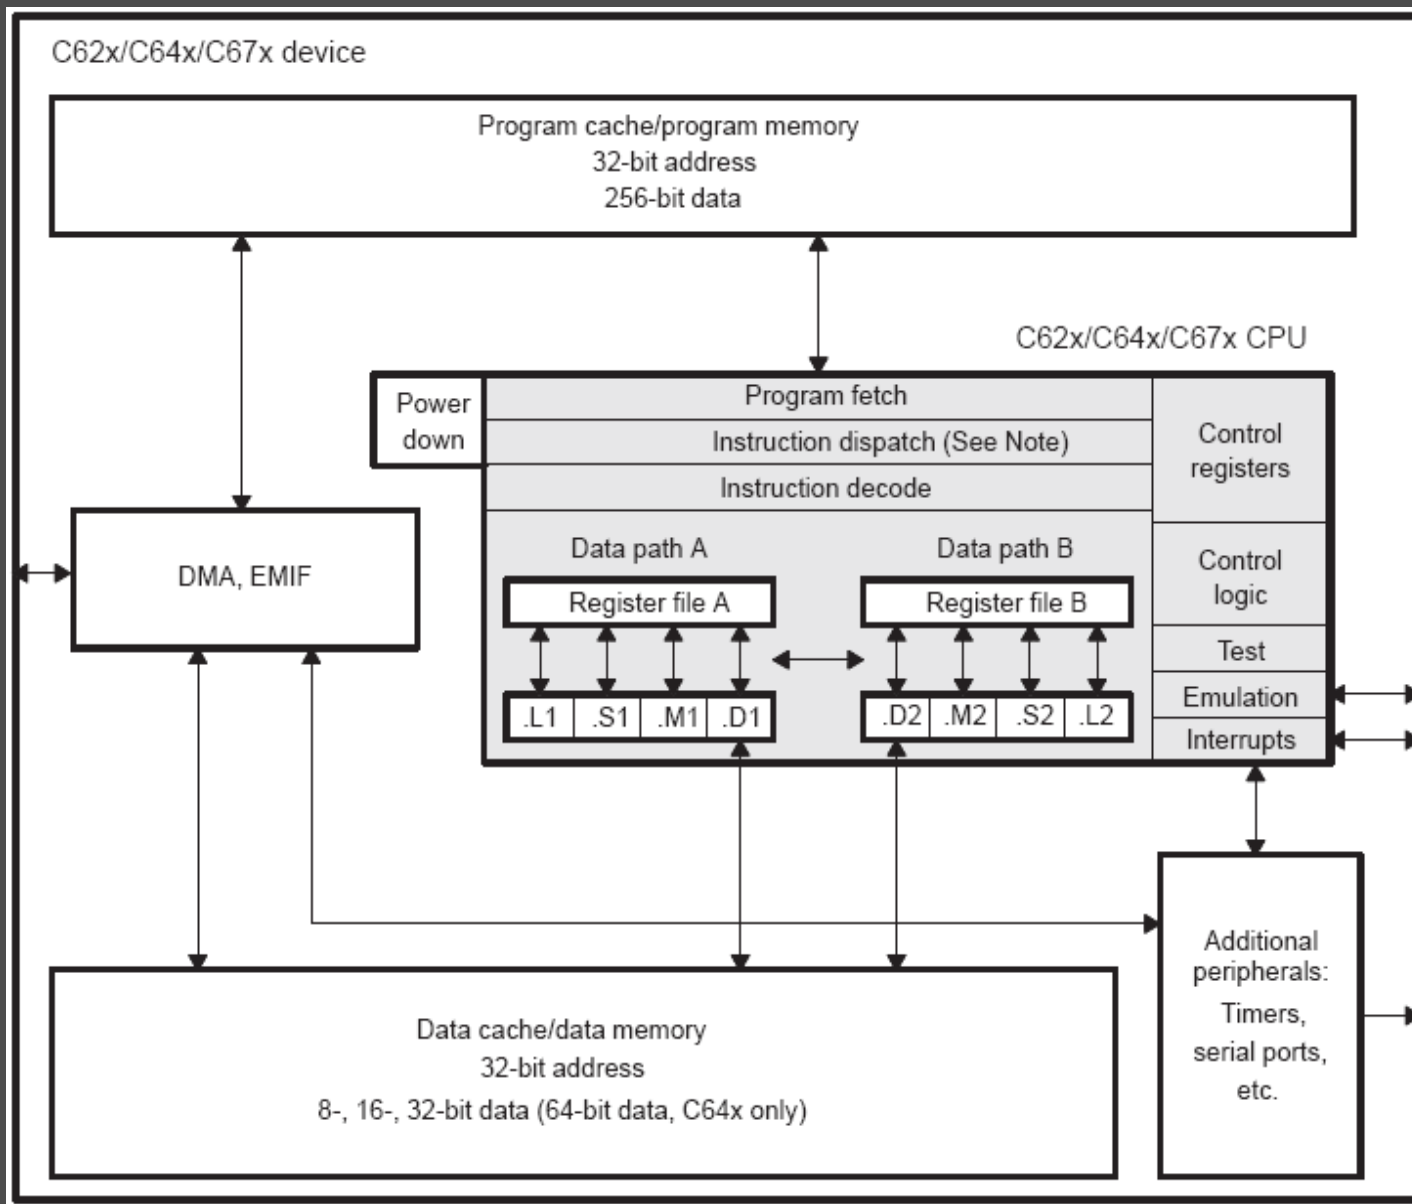 C62x/C64x/C67x device
Program cache/program memory
32-bit address
256-bit data
C62x/C64x/C67x CPU
Power
down
Program fetch
Instruction dispatch (See Note)
Instruction decode
Control
registers
Data path A
Data path B
Control
logic
DMA, EMIF
Register file A
Register file B
Test
.L1 .S1 .M1 .D1
.D2 .M2 .S2 .L2
Emulation
Interrupts
Additional
peripherals:
Timers,
serial ports,
etc.
Data cache/data memory
32-bit address
8-, 16-, 32-bit data (64-bit data, C64x only)